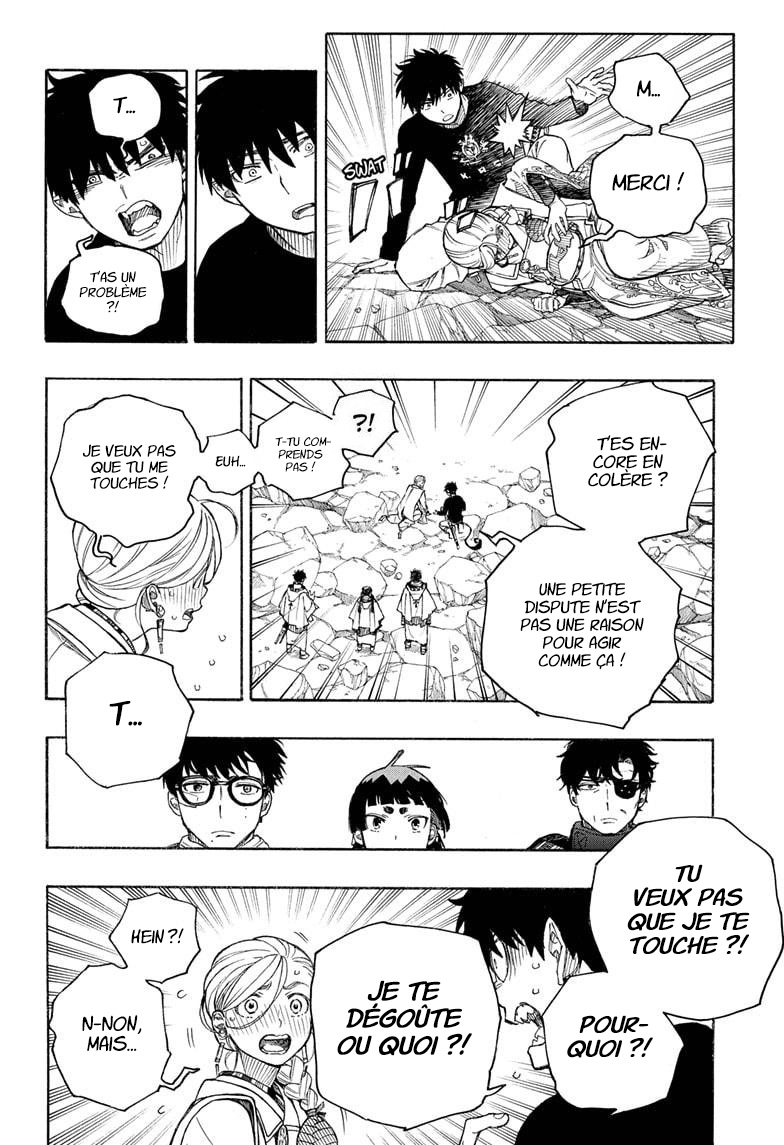 M...
MERCI !
SWAT
T...
T'AS UN
PROBLÈME
?!
T'ES EN-
CORE EN
COLÈRE ?
UNE PETITE
DISPUTE N'EST
PAS UNE RAISON
POUR AGIR
COMME ÇA !
?!
T-TU COM-
PRENDS
PAS !
EUH...
JE VEUX PAS
QUE TU ME
TOUCHES !
T...
TU
VEUX PAS
QUE JE TE
TOUCHE ?!
POUR-
QUOI ?!
JE TE
DÉGOÛTE
OU QUOI ?!
HEIN ?!
N-NON,
MAIS...